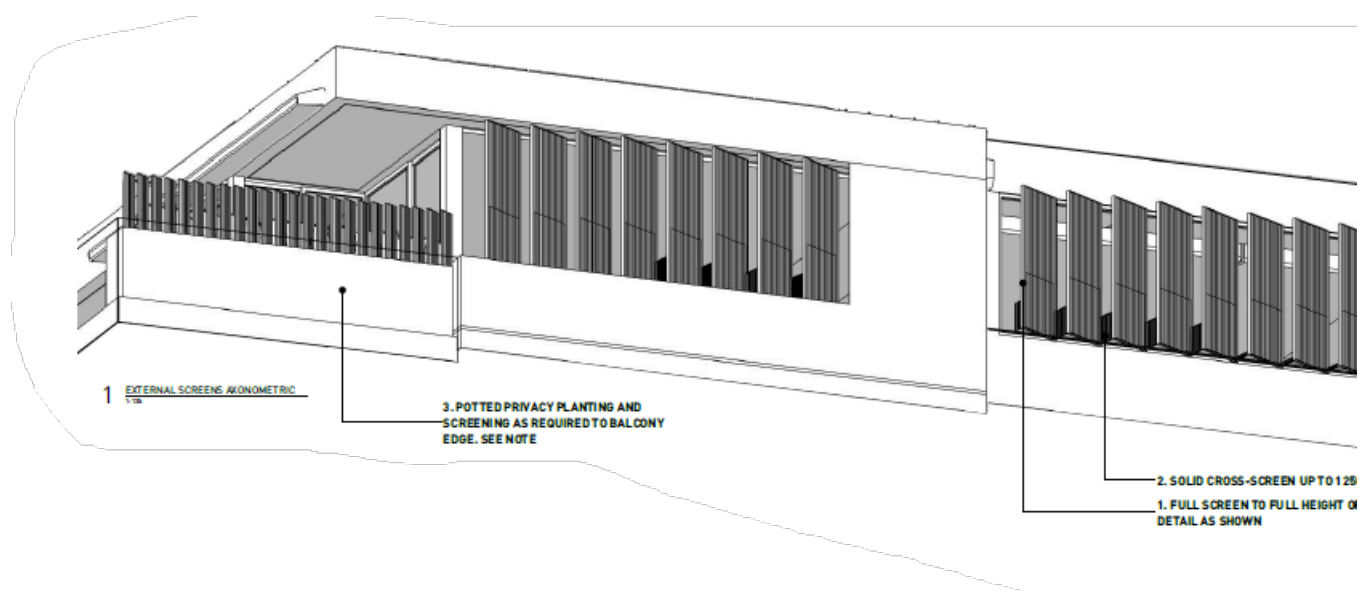 1 EXTERNAL SCREENS AXONOMETRIC
3. POTTED PRIVACY PLANTING AND
SCREENING AS REQUIRED TO BALCONY
EDGE. SEE NOTE
2. SOLID CROSS-SCREEN UP TO
1. FULL SCREEN TO FULL HEIGHT
DETAIL AS SHOWN